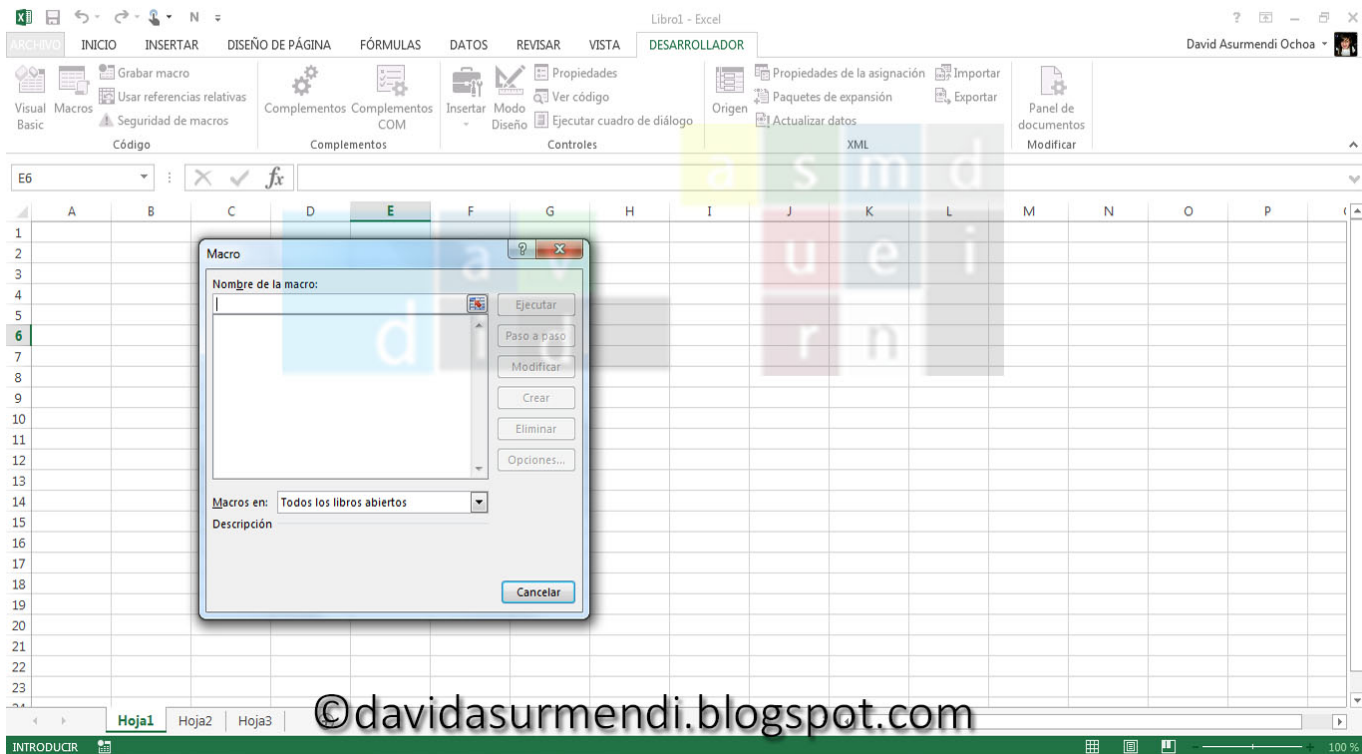 Libro1 - Excel
ARCHIVO INICIO INSERTAR DISEÑO DE PÁGINA FÓRMULAS DATOS REVISAR VISTA DESARROLLADOR David Asurmendi Ochoa
Visual Basic
Macros
Grabar macro
Usar referencias relativas
Seguridad de macros
Código
Complementos
Complementos COM
Complementos
Insertar
Modo Diseño
Propiedades
Ver código
Ejecutar cuadro de diálogo
Controles
Origen
Propiedades de la asignación
Paquetes de expansión
Actualizar datos
Importar
Exportar
XML
Panel de documentos
Modificar
E6
fx
A B C D E F G H I J K L M N O P
1
2
3
4
5
6
7
8
9
10
11
12
13
14
15
16
17
18
19
20
21
22
23
24
Macro
Nombre de la macro:
Ejecutar
Paso a paso
Modificar
Crear
Eliminar
Opciones...
Macros en: Todos los libros abiertos
Descripción
Cancelar
a s m d
a v u e i
d i d r n
Hoja1 Hoja2 Hoja3
©davidasurmendi.blogspot.com
INTRODUCIR 100 %